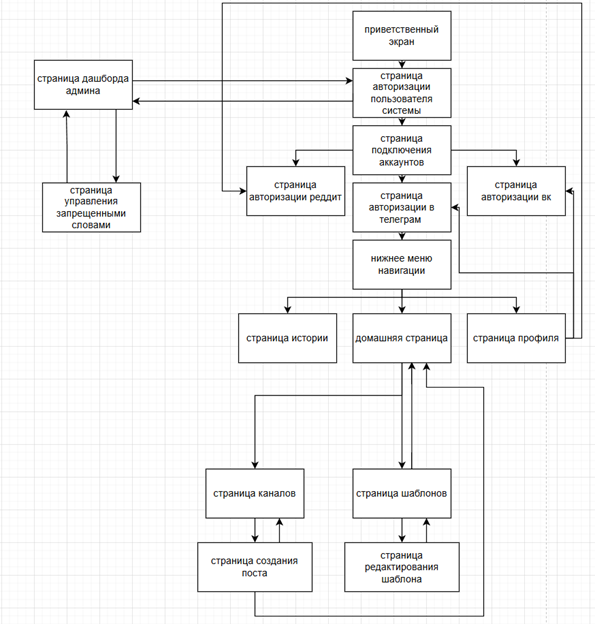 приветственный
экран
страница дашборда
админа
страница
авторизации
пользователя
системы
страница
подключения
аккаунтов
страница
управления
запрещенными
словами
страница
авторизации реддит
страница
авторизации в
телеграм
страница
авторизации вк
нижнее меню
навигации
страница истории
домашняя страница
страница профиля
страница каналов
страница шаблонов
страница создания
поста
страница
редактирования
шаблона